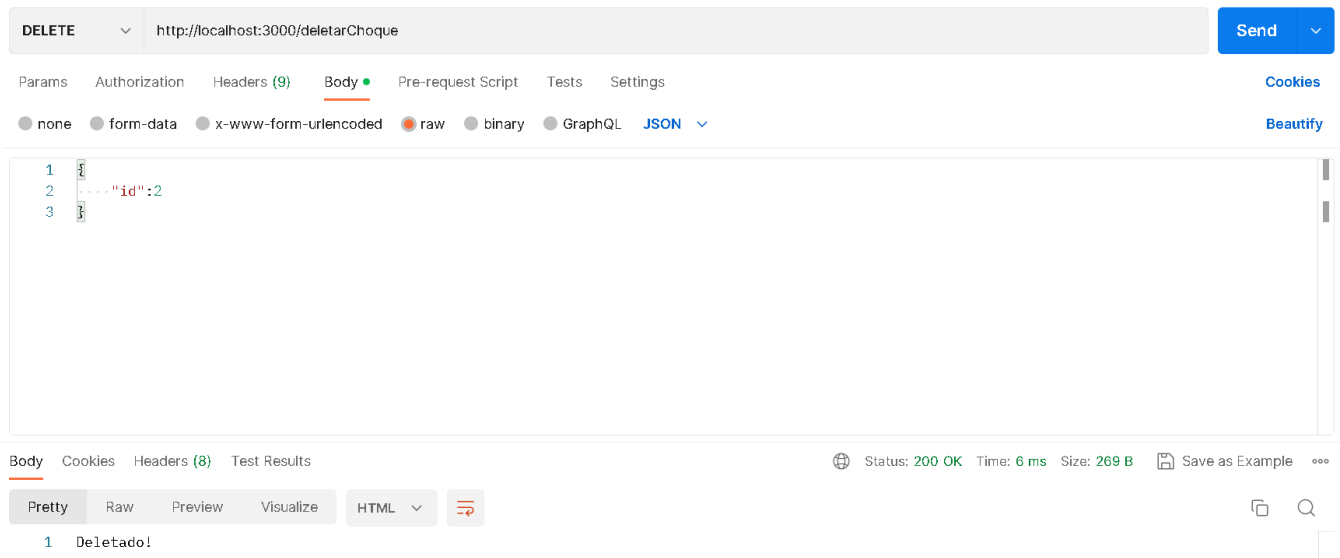 DELETE http://localhost:3000/deletarChoque Send
Params Authorization Headers (9) Body Pre-request Script Tests Settings Cookies
none form-data x-www-form-urlencoded raw binary GraphQL JSON Beautify
1 {
2 "id":2
3 }
Body Cookies Headers (8) Test Results Status: 200 OK Time: 6 ms Size: 269 B Save as Example
Pretty Raw Preview Visualize HTML
1 Deletado!